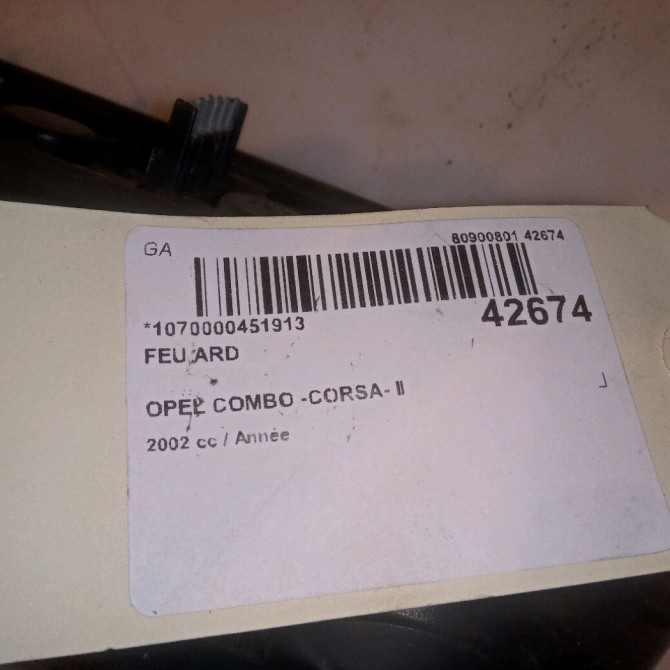 GA
80900801 42674
*1070000451913
42674
FEU ARD
OPEL COMBO -CORSA- II
2002 cc / Année